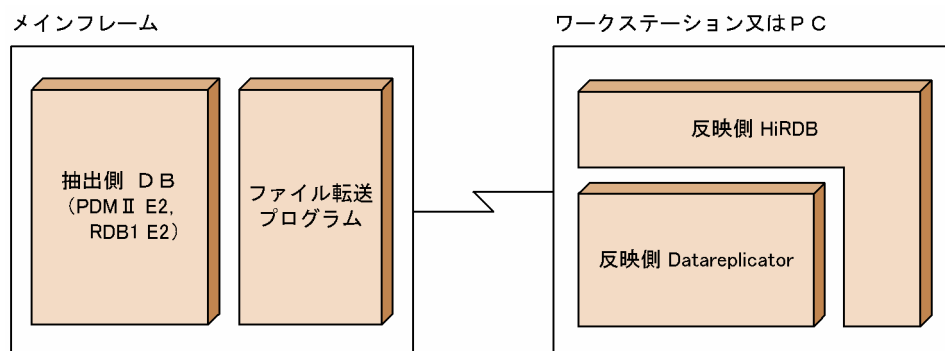 メインフレーム
ワークステーション又はＰＣ
抽出側 ＤＢ
（PDMⅡ E2,
RDB1 E2）
ファイル転送
プログラム
反映側 HiRDB
反映側 Datareplicator